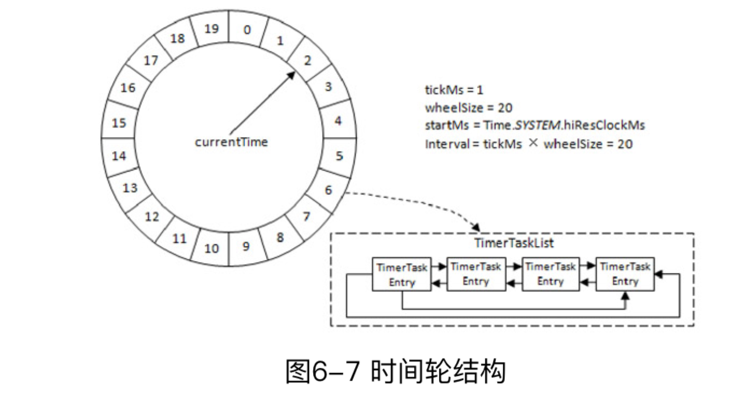 0
1
2
3
4
5
6
7
8
9
10
11
12
13
14
15
16
17
18
19
currentTime
tickMs = 1
wheelSize = 20
startMs = Time.SYSTEM.hiResClockMs
Interval = tickMs × wheelSize = 20
TimerTaskList
TimerTask
Entry
TimerTask
Entry
TimerTask
Entry
TimerTask
Entry
图6-7 时间轮结构